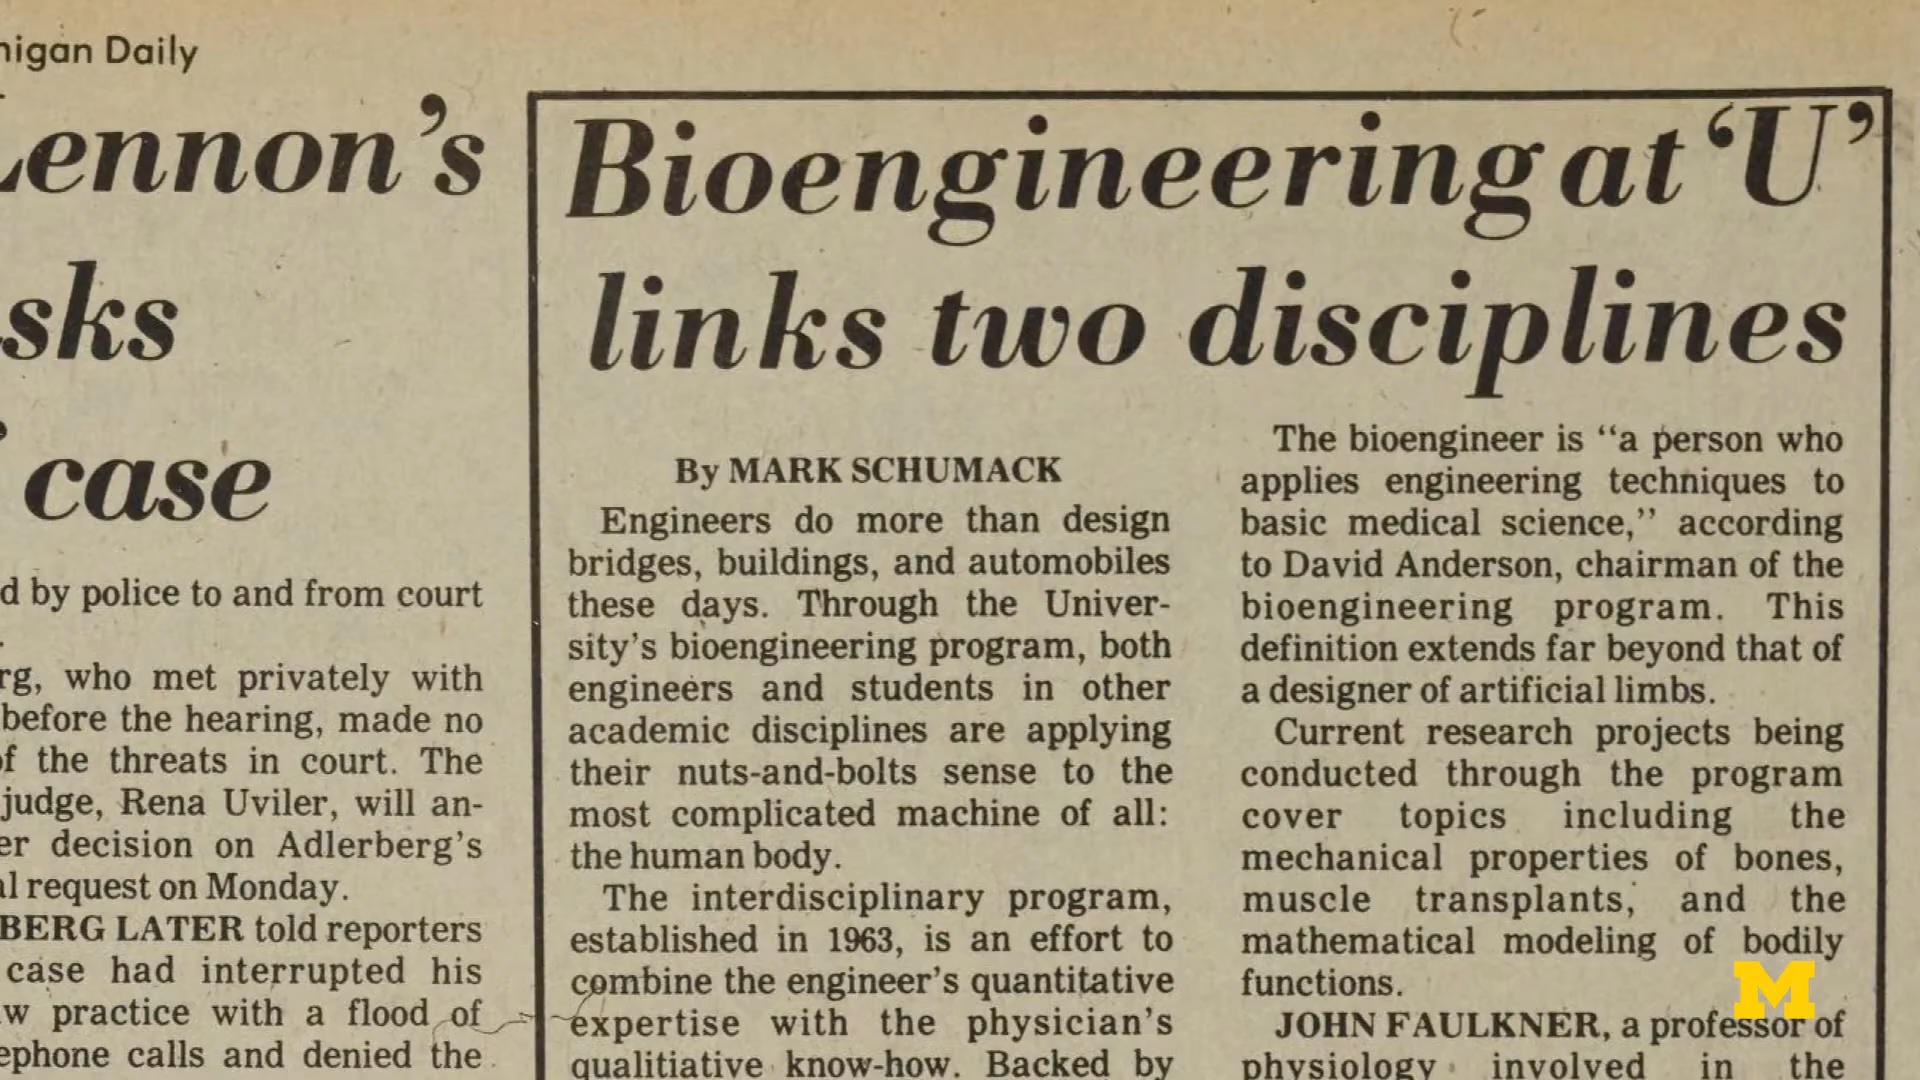 higan Daily
Lennon's
sks
case
d by police to and from court
rg, who met privately with
before the hearing, made no
of the threats in court. The
judge, Rena Uviler, will an-
er decision on Adlerberg's
al request on Monday.
BERG LATER told reporters
case had interrupted his
w practice with a flood of
ephone calls and denied the
Bioengineering at 'U'
links two disciplines
By MARK SCHUMACK
Engineers do more than design
bridges, buildings, and automobiles
these days. Through the Univer-
sity's bioengineering program, both
engineers and students in other
academic disciplines are applying
their nuts-and-bolts sense to the
most complicated machine of all:
the human body.
The interdisciplinary program,
established in 1963, is an effort to
combine the engineer's quantitative
expertise with the physician's
qualitiative know-how. Backed by
The bioengineer is "a person who
applies engineering techniques to
basic medical science," according
to David Anderson, chairman of the
bioengineering program. This
definition extends far beyond that of
a designer of artificial limbs.
Current research projects being
conducted through the program
cover topics including the
mechanical properties of bones,
muscle transplants, and the
mathematical modeling of bodily
functions.
JOHN FAULKNER, a professor of
physiology involved in the
M